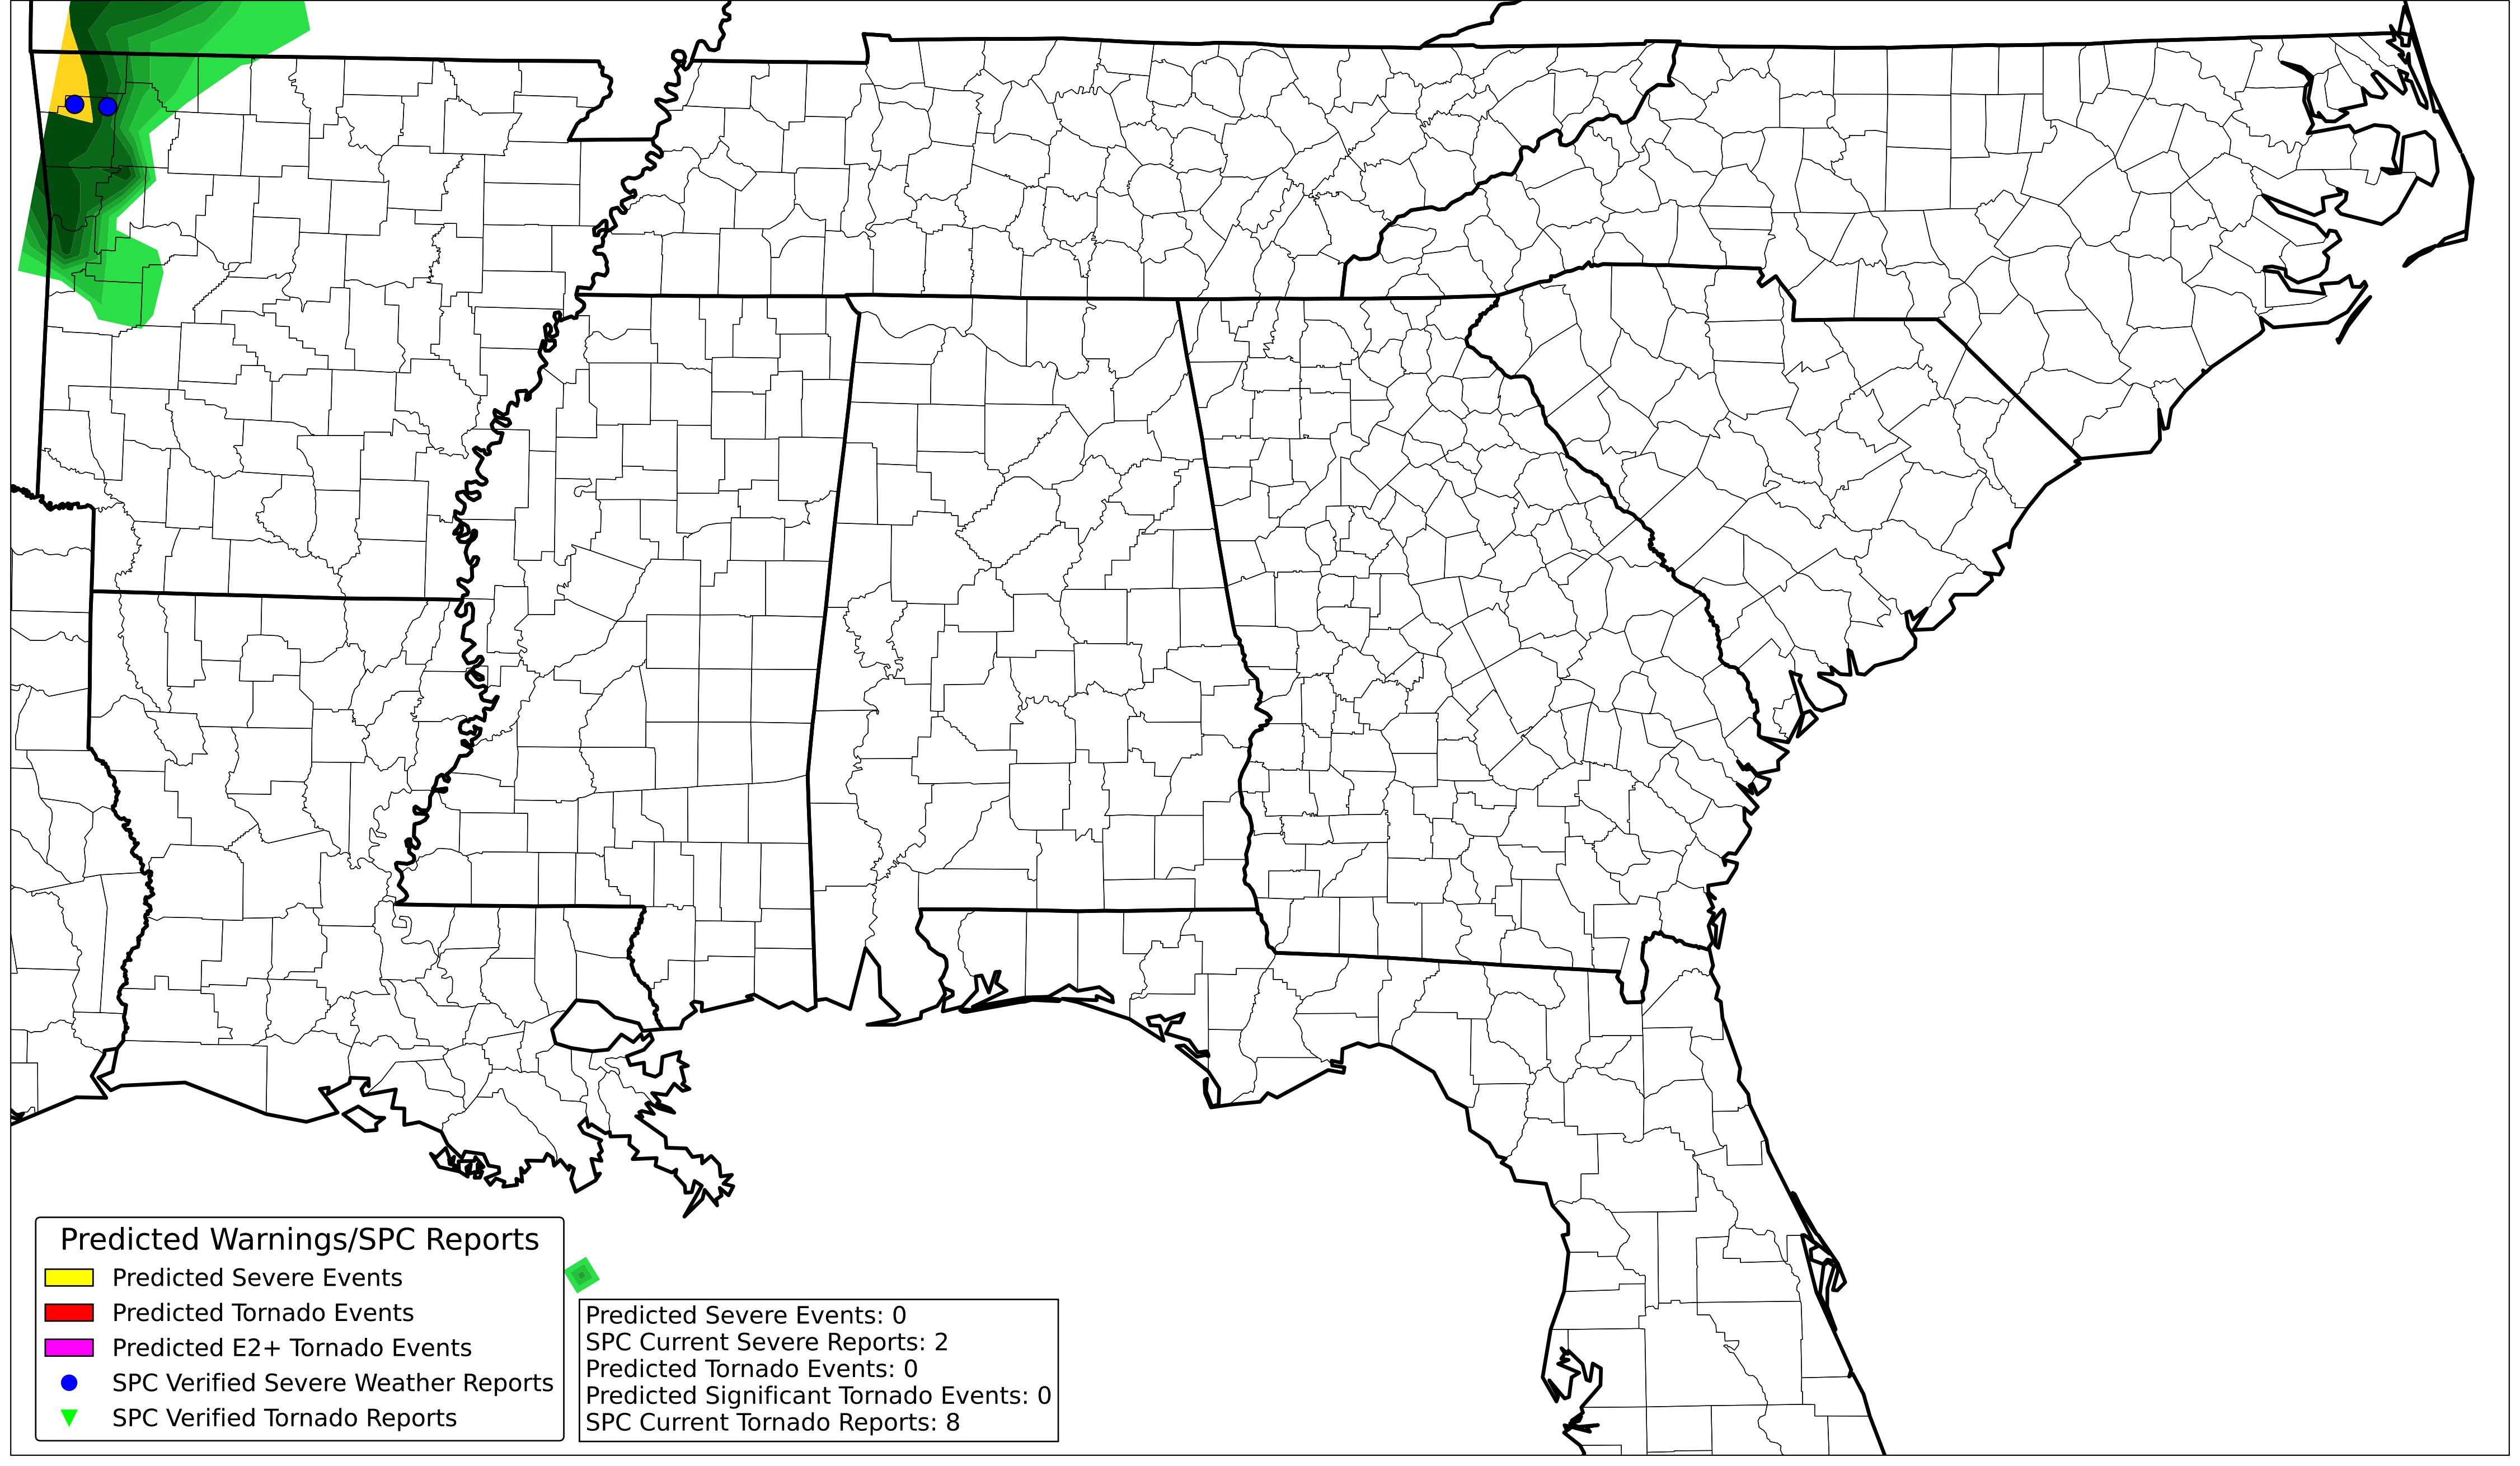 Predicted Warnings/SPC Reports
Predicted Severe Events
Predicted Tornado Events
Predicted E2+ Tornado Events
SPC Verified Severe Weather Reports
SPC Verified Tornado Reports
Predicted Severe Events: 0
SPC Current Severe Reports: 2
Predicted Tornado Events: 0
Predicted Significant Tornado Events: 0
SPC Current Tornado Reports: 8